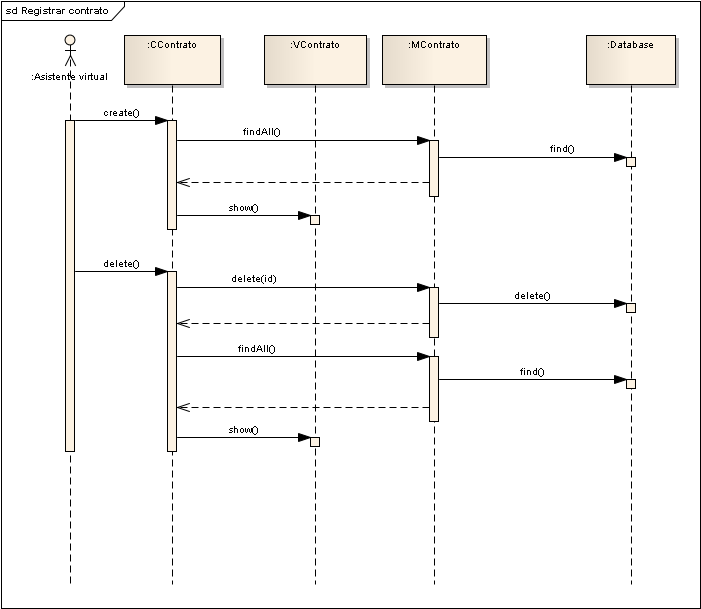 sd Registrar contrato
:Asistente virtual
:CContrato
:VContrato
:MContrato
:Database
create()
findAll()
find()
show()
delete()
delete(id)
delete()
findAll()
find()
show()